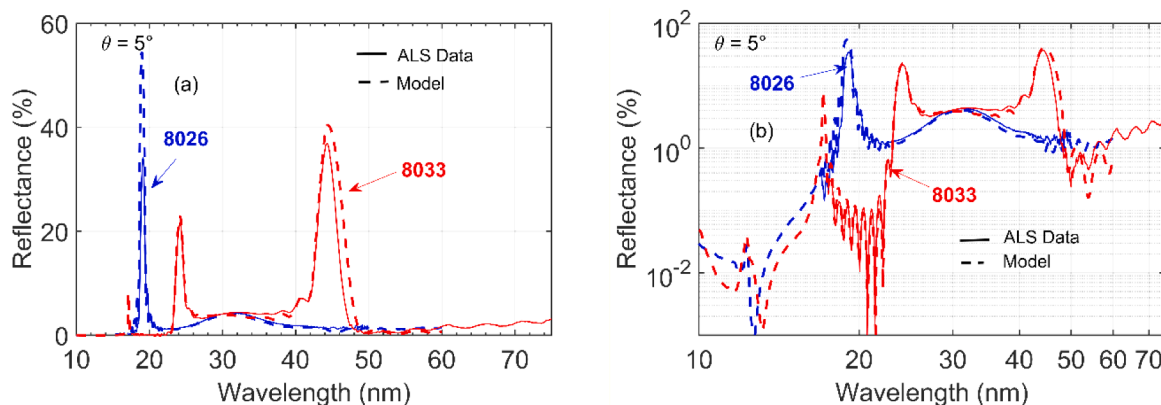 60
40
20
0
Reflectance (%)
θ = 5°
(a)
ALS Data
Model
8026
8033
10 20 30 40 50 60 70
Wavelength (nm)
10²
10⁰
10⁻²
Reflectance (%)
θ = 5°
8026
(b)
8033
ALS Data
Model
10 20 30 40 50 60 70
Wavelength (nm)